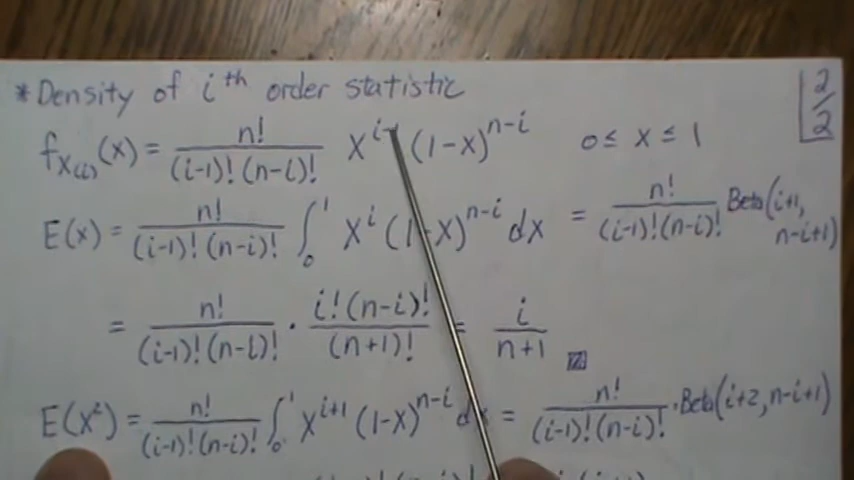 *Density of ith order statistic
2/2
f_X(i)(x) = n!/((i-1)!(n-i)!) x^(i-1) (1-x)^(n-i) 0 ≤ x ≤ 1
E(x) = n!/((i-1)!(n-i)!) ∫₀¹ x^i (1-x)^(n-i) dx = n!/((i-1)!(n-i)!) Beta(i+1, n-i+1)
= n!/((i-1)!(n-i)!) · i!(n-i)!/(n+1)! = i/(n+1)
E(x²) = n!/((i-1)!(n-i)!) ∫₀¹ x^(i+1) (1-x)^(n-i) dx = n!/((i-1)!(n-i)!) · Beta(i+2, n-i+1)